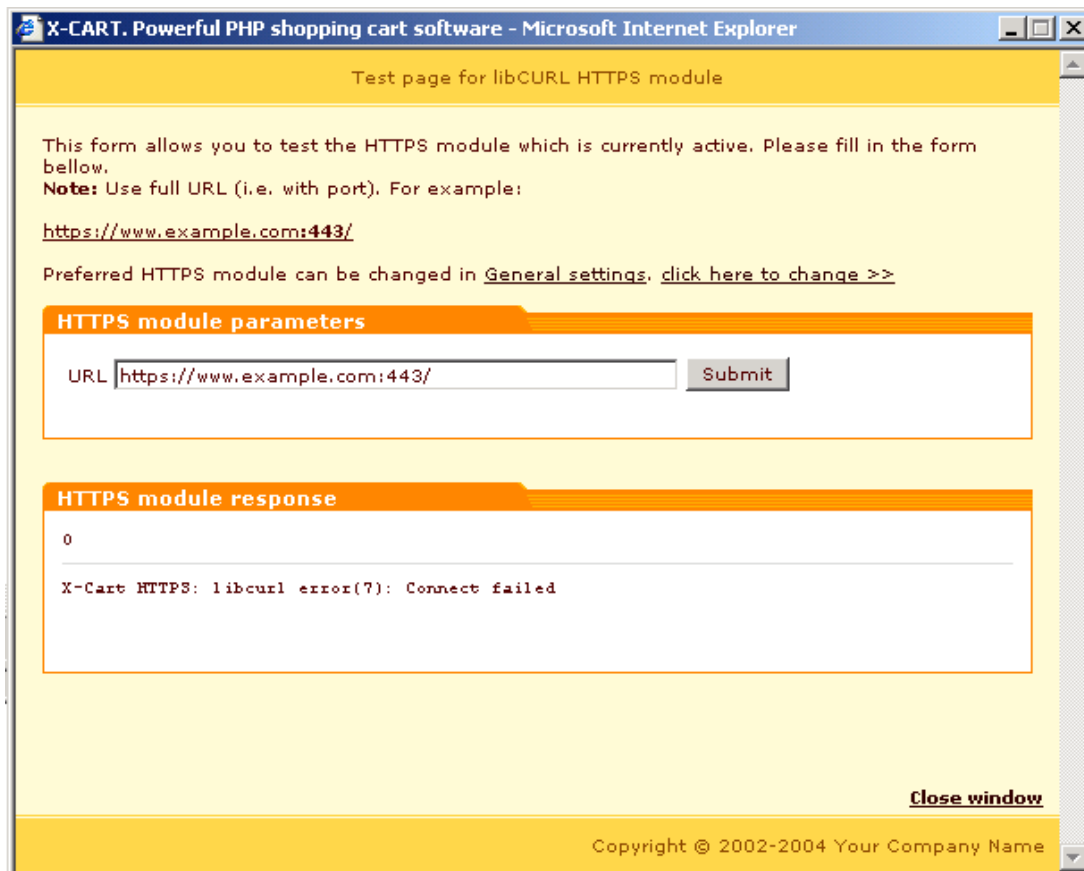 X-CART. Powerful PHP shopping cart software - Microsoft Internet Explorer
Test page for libCURL HTTPS module
This form allows you to test the HTTPS module which is currently active. Please fill in the form
bellow.
Note: Use full URL (i.e. with port). For example:
https://www.example.com:443/
Preferred HTTPS module can be changed in General settings. click here to change >>
HTTPS module parameters
URL https://www.example.com:443/ Submit
HTTPS module response
0
X-Cart HTTPS: libcurl error(7): Connect failed
Close window
Copyright © 2002-2004 Your Company Name